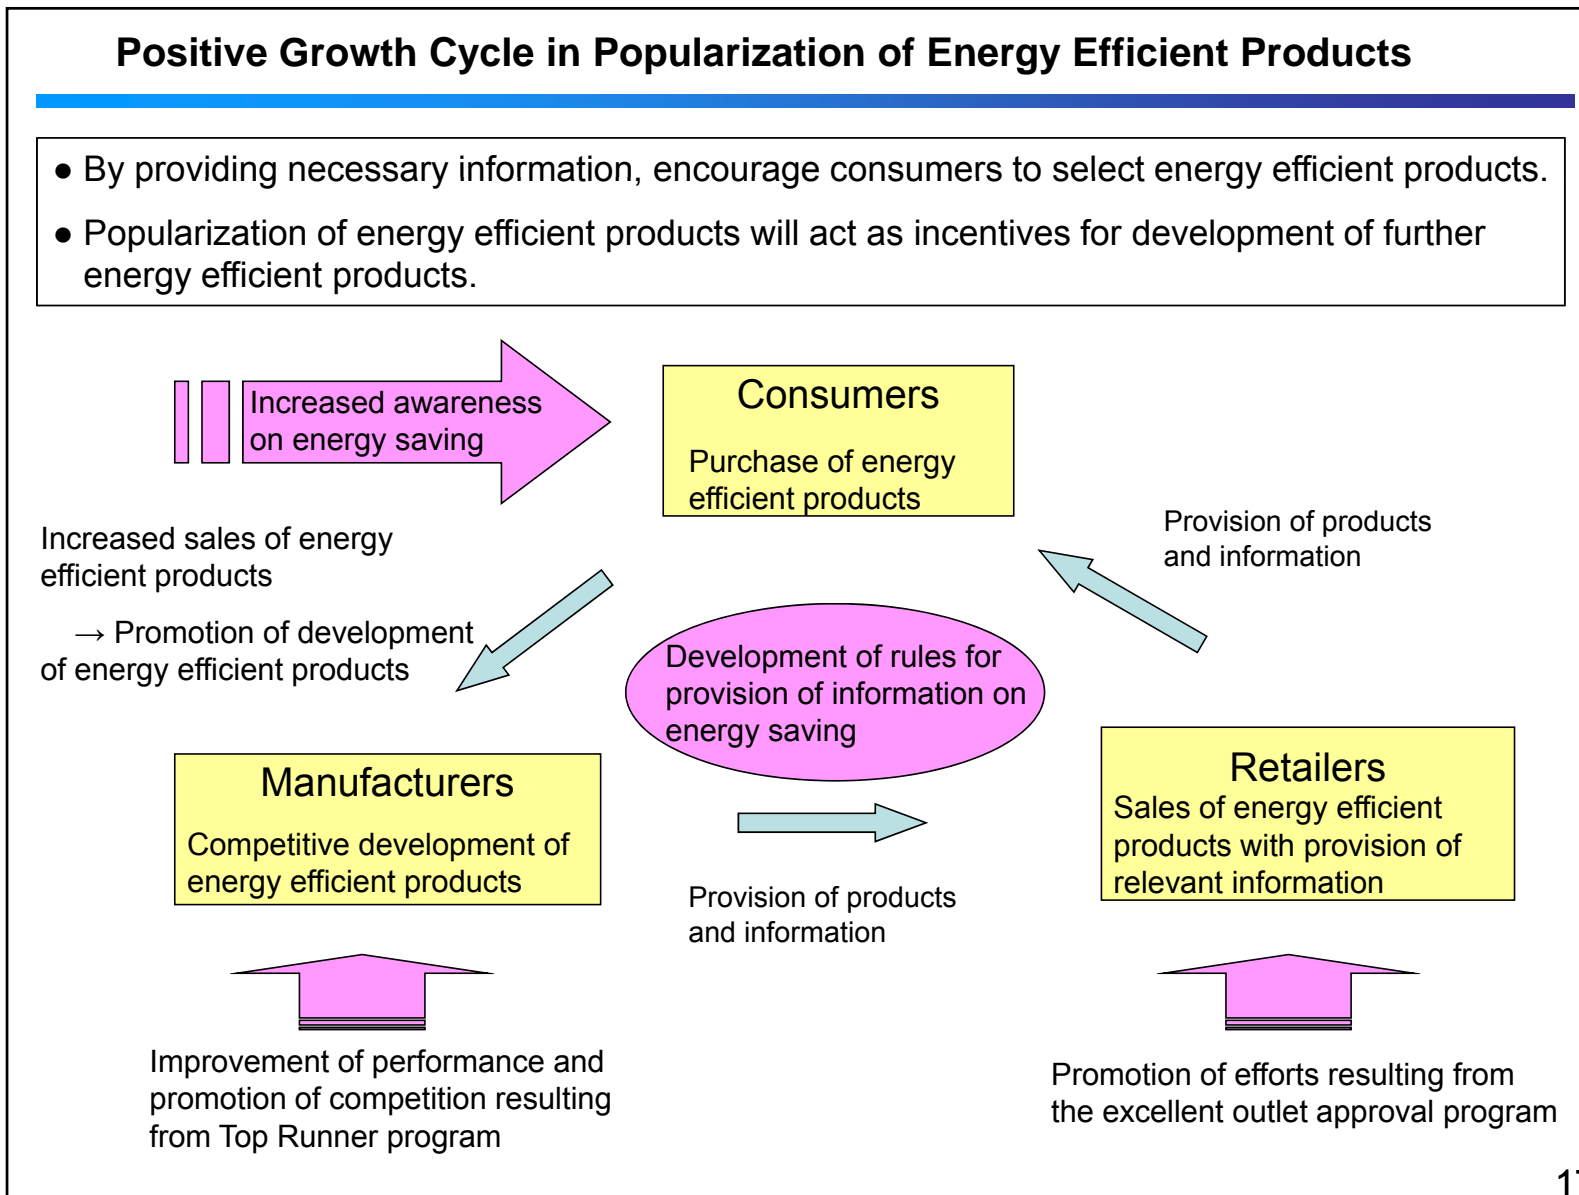 Positive Growth Cycle in Popularization of Energy Efficient Products
● By providing necessary information, encourage consumers to select energy efficient products.
● Popularization of energy efficient products will act as incentives for development of further
energy efficient products.
Increased awareness
on energy saving
Consumers
Purchase of energy
efficient products
Increased sales of energy
efficient products
→ Promotion of development
of energy efficient products
Provision of products
and information
Development of rules for
provision of information on
energy saving
Manufacturers
Competitive development of
energy efficient products
Retailers
Sales of energy efficient
products with provision of
relevant information
Provision of products
and information
Improvement of performance and
promotion of competition resulting
from Top Runner program
Promotion of efforts resulting from
the excellent outlet approval program